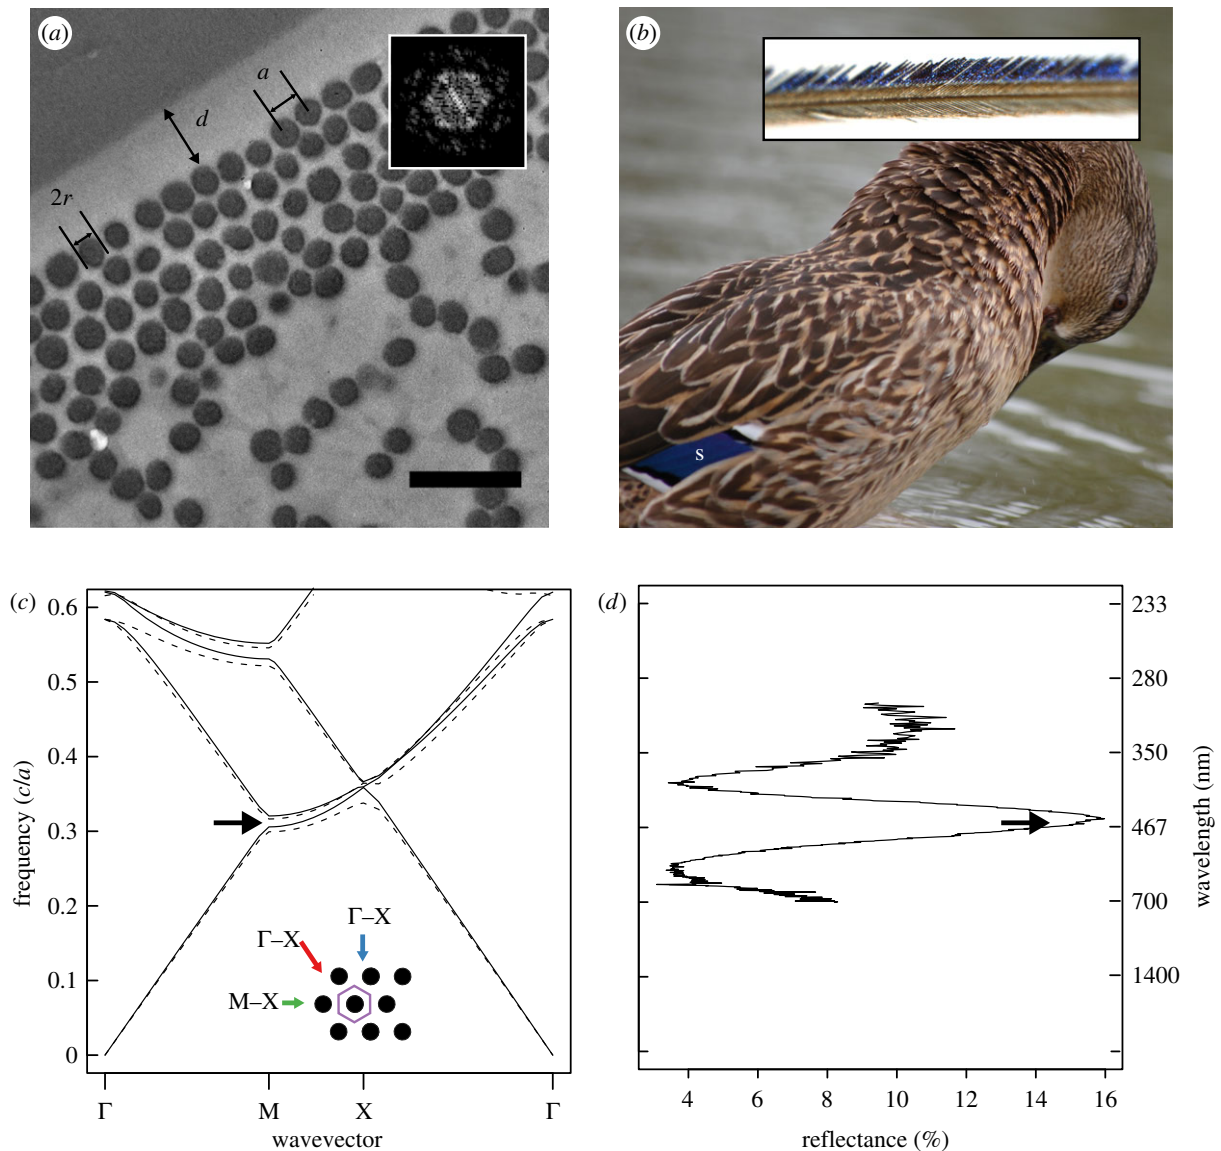 (a)
a
d
2r
(b)
s
(c)
0.6
0.5
0.4
0.3
0.2
0.1
0
frequency (c/a)
Γ–X
Γ–X
M–X
Γ M X Γ
wavevector
(d)
233
280
350
467
700
1400
wavelength (nm)
4 6 8 10 12 14 16
reflectance (%)